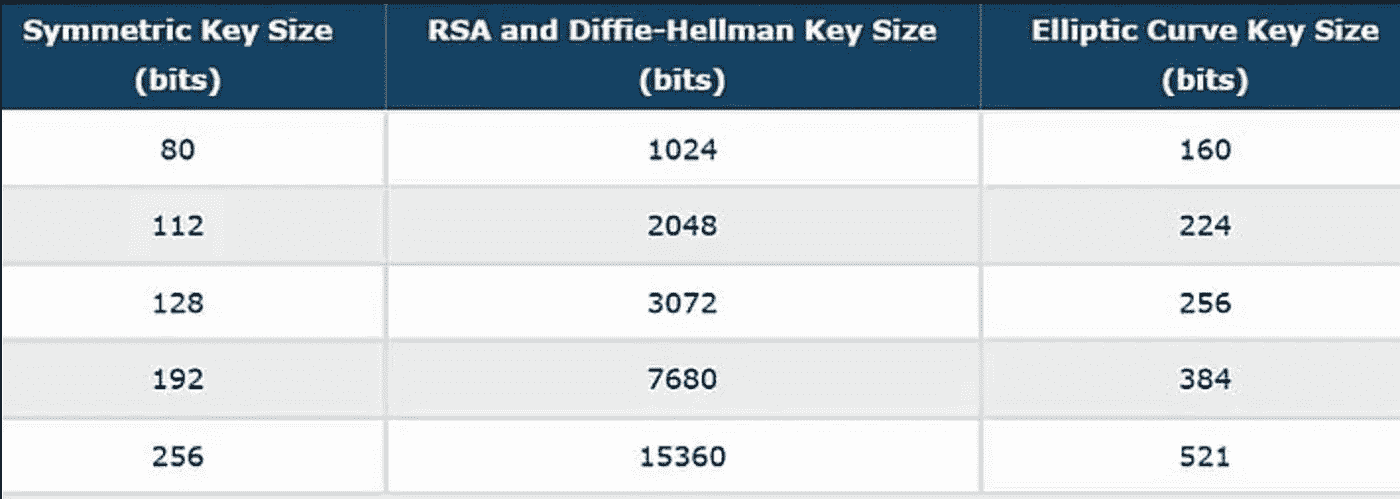 Symmetric Key Size (bits) RSA and Diffie-Hellman Key Size (bits) Elliptic Curve Key Size (bits)
80 1024 160
112 2048 224
128 3072 256
192 7680 384
256 15360 521